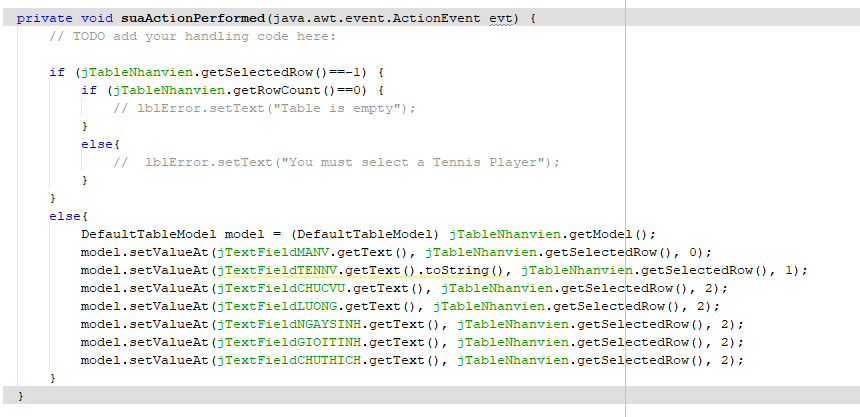 private void suaActionPerformed(java.awt.event.ActionEvent evt) {
// TODO add your handling code here:
if (jTableNhanvien.getSelectedRow()==-1) {
if (jTableNhanvien.getRowCount()==0) {
// lblError.setText("Table is empty");
}
else{
//  lblError.setText("You must select a Tennis Player");
}
}
else{
DefaultTableModel model = (DefaultTableModel) jTableNhanvien.getModel();
model.setValueAt(jTextFieldMANV.getText(), jTableNhanvien.getSelectedRow(), 0);
model.setValueAt(jTextFieldTENNV.getText().toString(), jTableNhanvien.getSelectedRow(), 1);
model.setValueAt(jTextFieldCHUCVU.getText(), jTableNhanvien.getSelectedRow(), 2);
model.setValueAt(jTextFieldLUONG.getText(), jTableNhanvien.getSelectedRow(), 2);
model.setValueAt(jTextFieldNGAYSINH.getText(), jTableNhanvien.getSelectedRow(), 2);
model.setValueAt(jTextFieldGIOITINH.getText(), jTableNhanvien.getSelectedRow(), 2);
model.setValueAt(jTextFieldCHUTHICH.getText(), jTableNhanvien.getSelectedRow(), 2);
}
}